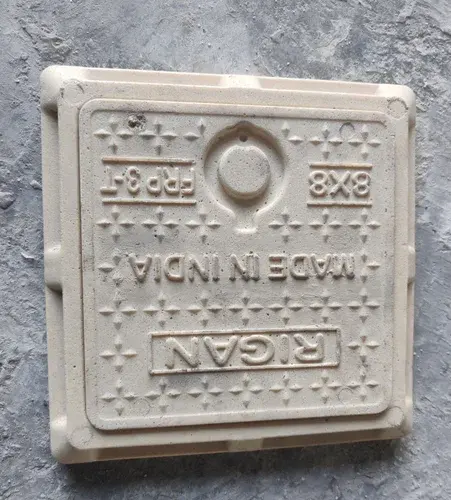 RIGAN
MADE IN INDIA
8X8 FRP 3-T